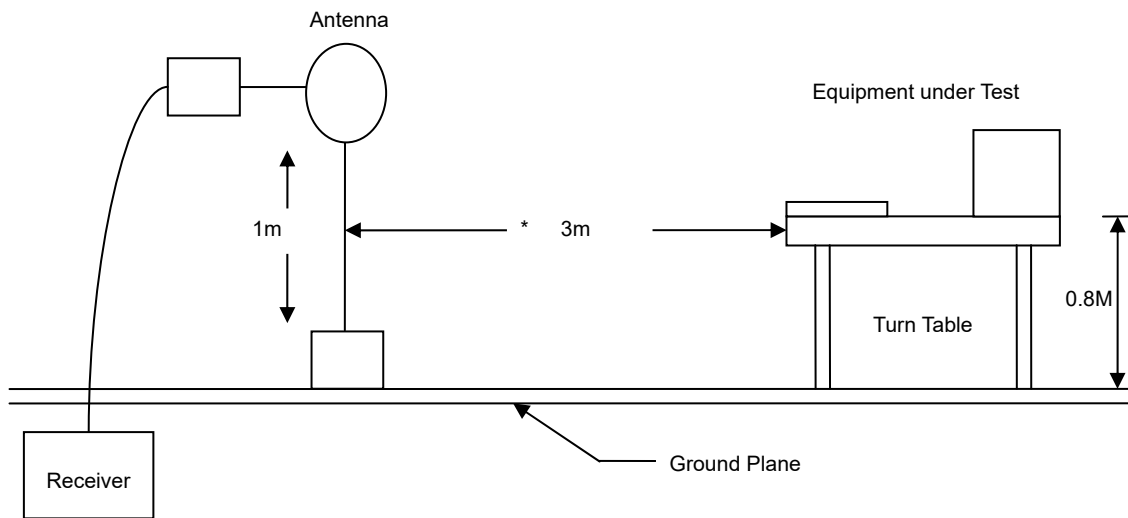 Antenna
Equipment under Test
1m
* 3m
0.8M
Turn Table
Ground Plane
Receiver